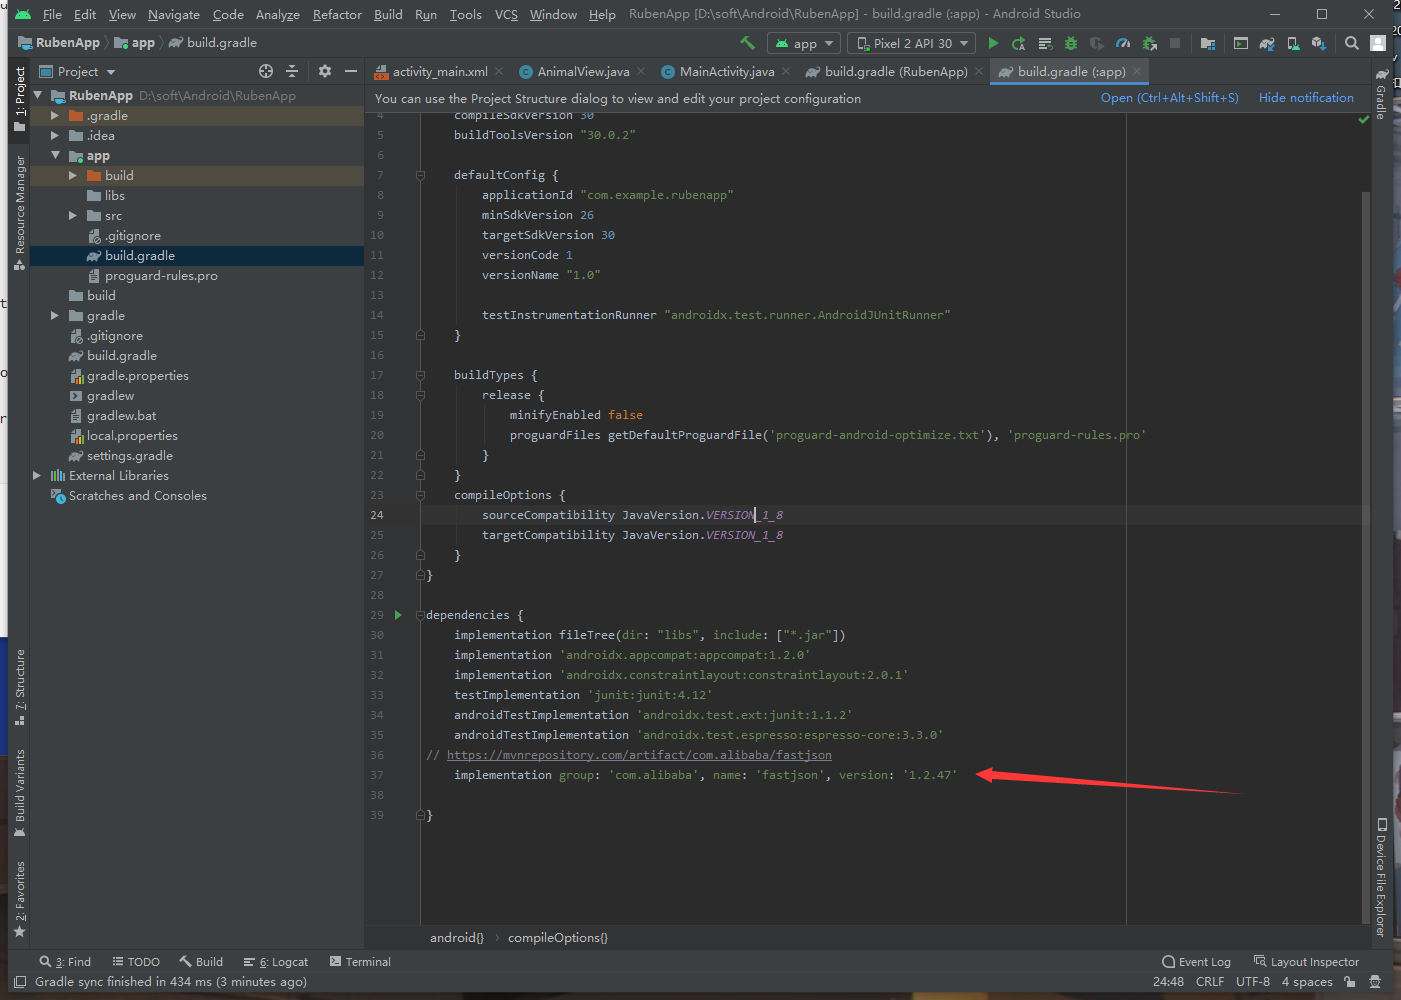 File Edit View Navigate Code Analyze Refactor Build Run Tools VCS Window Help RubenApp [D:\soft\Android\RubenApp] - build.gradle (:app) - Android Studio
RubenApp app build.gradle
app Pixel 2 API 30
Project
activity_main.xml AnimalView.java MainActivity.java build.gradle (RubenApp) build.gradle (:app)
You can use the Project Structure dialog to view and edit your project configuration Open (Ctrl+Alt+Shift+S) Hide notification
1: Project
Resource Manager
7: Structure
Build Variants
2: Favorites
RubenApp D:\soft\Android\RubenApp
.gradle
.idea
app
build
libs
src
.gitignore
build.gradle
proguard-rules.pro
build
gradle
.gitignore
build.gradle
gradle.properties
gradlew
gradlew.bat
local.properties
settings.gradle
External Libraries
Scratches and Consoles
4 compileSdkVersion 30
5 buildToolsVersion "30.0.2"
6
7 defaultConfig {
8 applicationId "com.example.rubenapp"
9 minSdkVersion 26
10 targetSdkVersion 30
11 versionCode 1
12 versionName "1.0"
13
14 testInstrumentationRunner "androidx.test.runner.AndroidJUnitRunner"
15 }
16
17 buildTypes {
18 release {
19 minifyEnabled false
20 proguardFiles getDefaultProguardFile('proguard-android-optimize.txt'), 'proguard-rules.pro'
21 }
22 }
23 compileOptions {
24 sourceCompatibility JavaVersion.VERSION_1_8
25 targetCompatibility JavaVersion.VERSION_1_8
26 }
27 }
28
29 dependencies {
30 implementation fileTree(dir: "libs", include: ["*.jar"])
31 implementation 'androidx.appcompat:appcompat:1.2.0'
32 implementation 'androidx.constraintlayout:constraintlayout:2.0.1'
33 testImplementation 'junit:junit:4.12'
34 androidTestImplementation 'androidx.test.ext:junit:1.1.2'
35 androidTestImplementation 'androidx.test.espresso:espresso-core:3.3.0'
36 // https://mvnrepository.com/artifact/com.alibaba/fastjson
37 implementation group: 'com.alibaba', name: 'fastjson', version: '1.2.47'
38
39 }
Gradle
Device File Explorer
android{} compileOptions{}
3: Find TODO Build 6: Logcat Terminal Event Log Layout Inspector
Gradle sync finished in 434 ms (3 minutes ago) 24:48 CRLF UTF-8 4 spaces